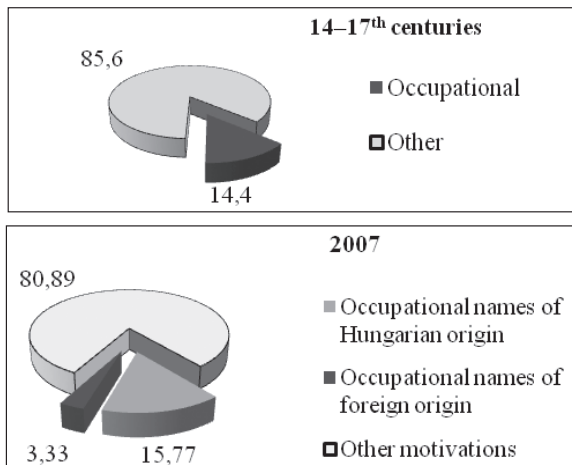 14–17th centuries
85,6
Occupational
Other
14,4
2007
80,89
Occupational names of
Hungarian origin
Occupational names of
foreign origin
3,33
15,77
Other motivations